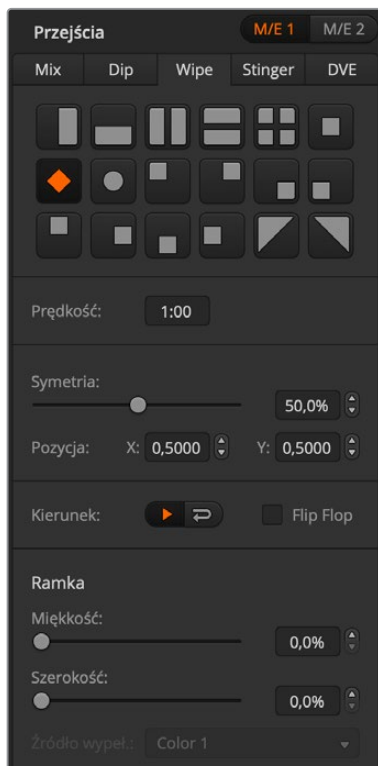 Przejścia M/E 1 M/E 2
Mix Dip Wipe Stinger DVE
Prędkość: 1:00
Symetria:
50,0%
Pozycja: X: 0,5000 Y: 0,5000
Kierunek: Flip Flop
Ramka
Miękkość:
0,0%
Szerokość:
0,0%
Źródło wypeł.: Color 1